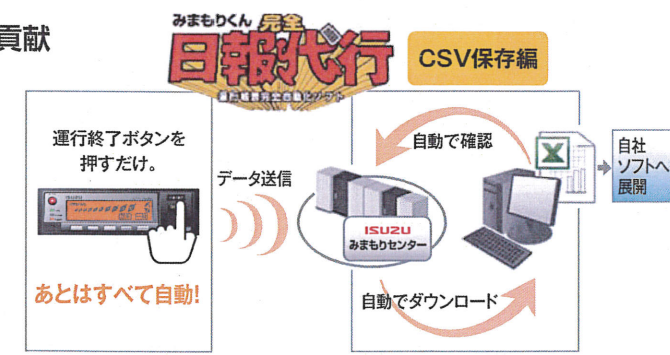 貢献
みまもりくん 完全
日報代行
CSV保存編
運行終了ボタンを
押すだけ。
ISUZU
あとはすべて自動!
データ送信
自動で確認
ISUZU
みまもりセンター
自動でダウンロード
X
自社
ソフトへ
展開